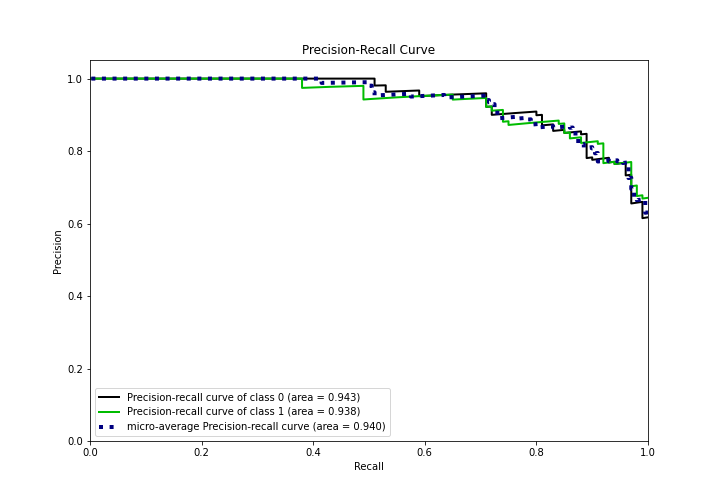 Precision-Recall Curve
1.0
0.8
0.6
0.4
0.2
0.0
Precision
Precision-recall curve of class 0 (area = 0.943)
Precision-recall curve of class 1 (area = 0.938)
micro-average Precision-recall curve (area = 0.940)
0.0 0.2 0.4 0.6 0.8 1.0
Recall